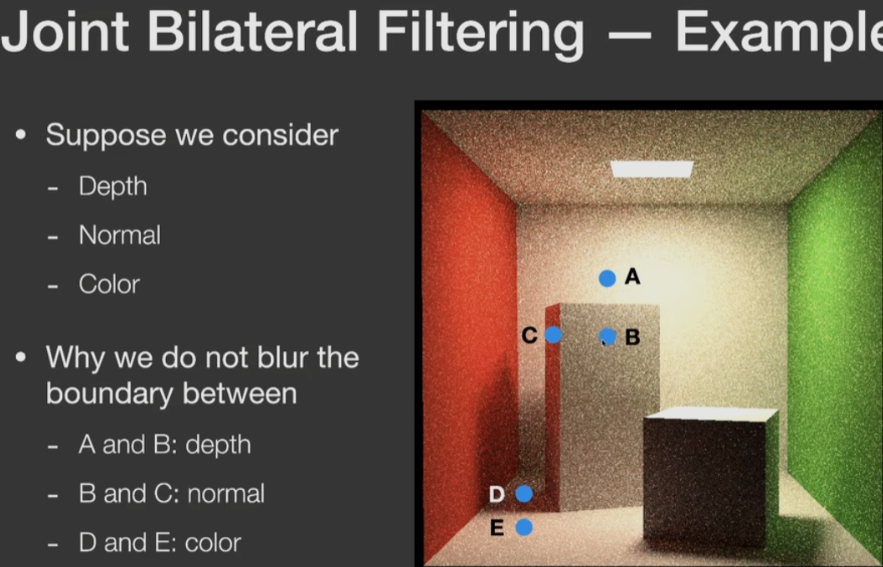 Joint Bilateral Filtering — Example
• Suppose we consider
- Depth
- Normal
- Color
• Why we do not blur the
boundary between
- A and B: depth
- B and C: normal
- D and E: color
A
C
B
D
E